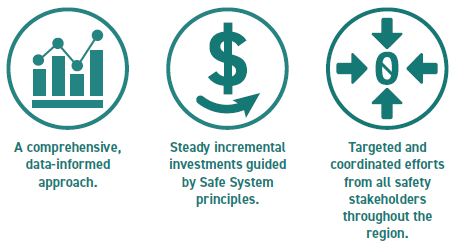 $
0
A comprehensive,
data-informed
approach.
Steady incremental
investments guided
by Safe System
principles.
Targeted and
coordinated efforts
from all safety
stakeholders
throughout the
region.